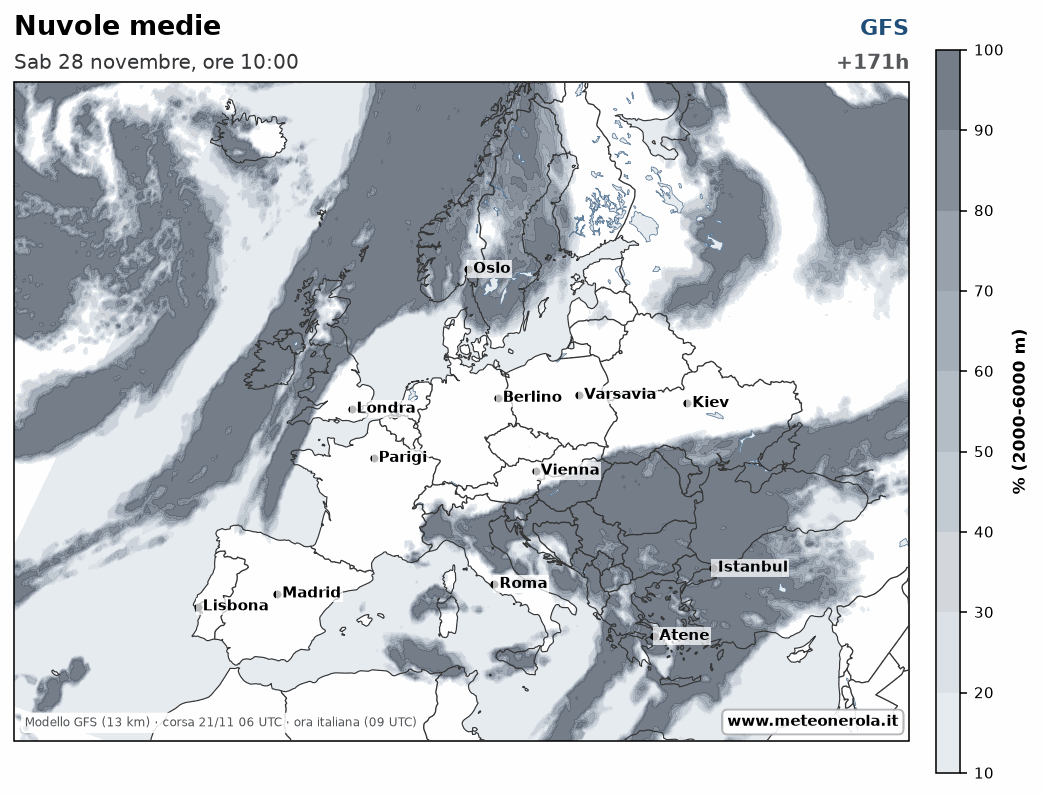 Nuvole medie
GFS
Sab 28 novembre, ore 10:00
+171h
100
90
80
70
60
50
40
30
20
10
% (2000-6000 m)
Oslo
Berlino
Varsavia
Kiev
Londra
Parigi
Vienna
Istanbul
Roma
Madrid
Lisbona
Atene
Modello GFS (13 km) · corsa 21/11 06 UTC · ora italiana (09 UTC)
www.meteonerola.it